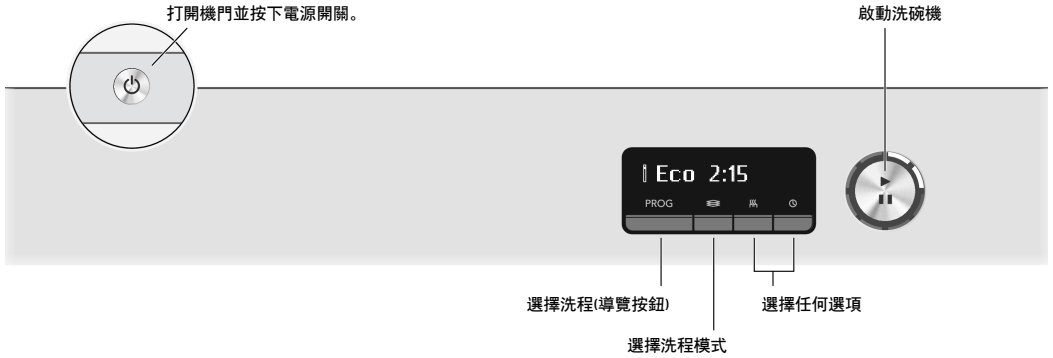 打開機門並按下電源開關。
啟動洗碗機
Eco 2:15
PROG
選擇洗程(導覽按鈕)
選擇任何選項
選擇洗程模式